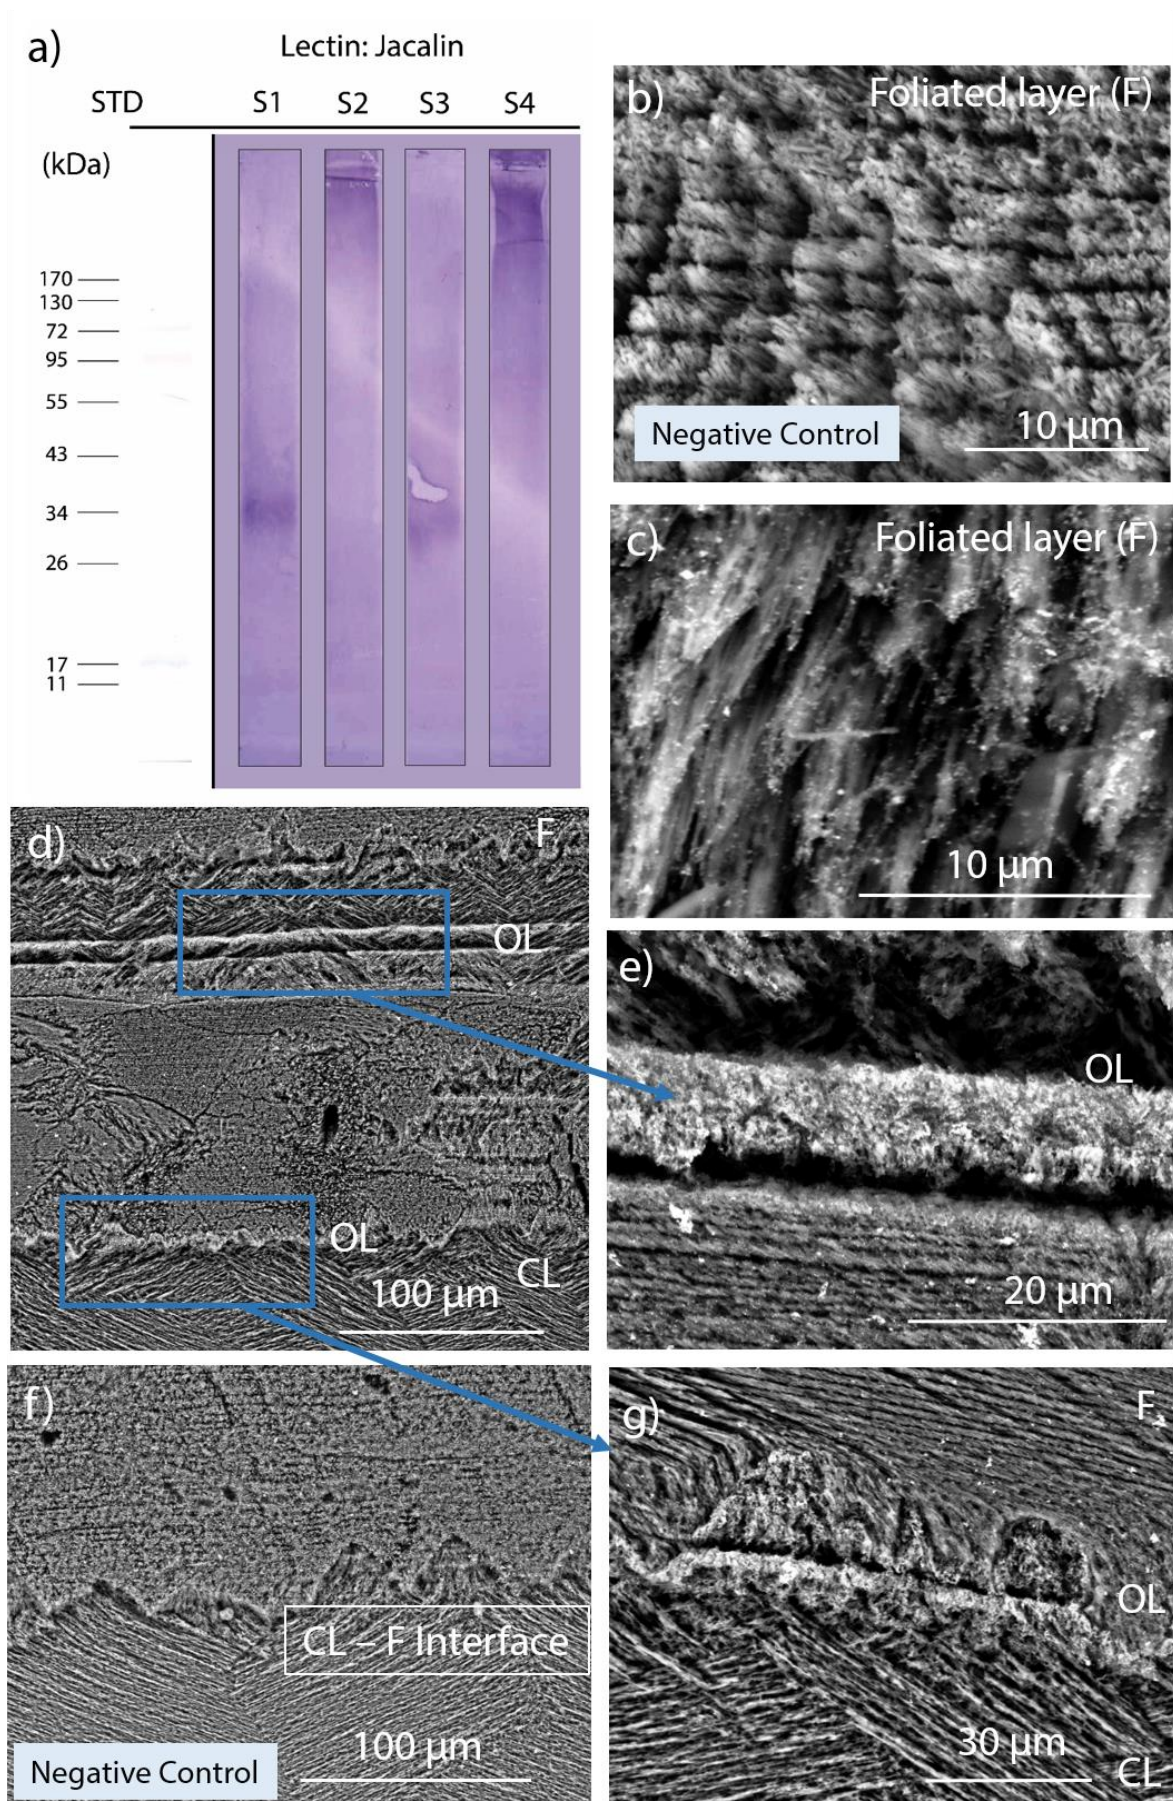 a)
Lectin: Jacalin
STD S1 S2 S3 S4
(kDa)
170
130
72
95
55
43
34
26
17
11
b) Foliated layer (F)
Negative Control
10 μm
c) Foliated layer (F)
10 μm
d) F
OL
OL
CL
100 μm
e)
OL
20 μm
f)
CL – F Interface
100 μm
Negative Control
g) F
OL
30 μm
CL